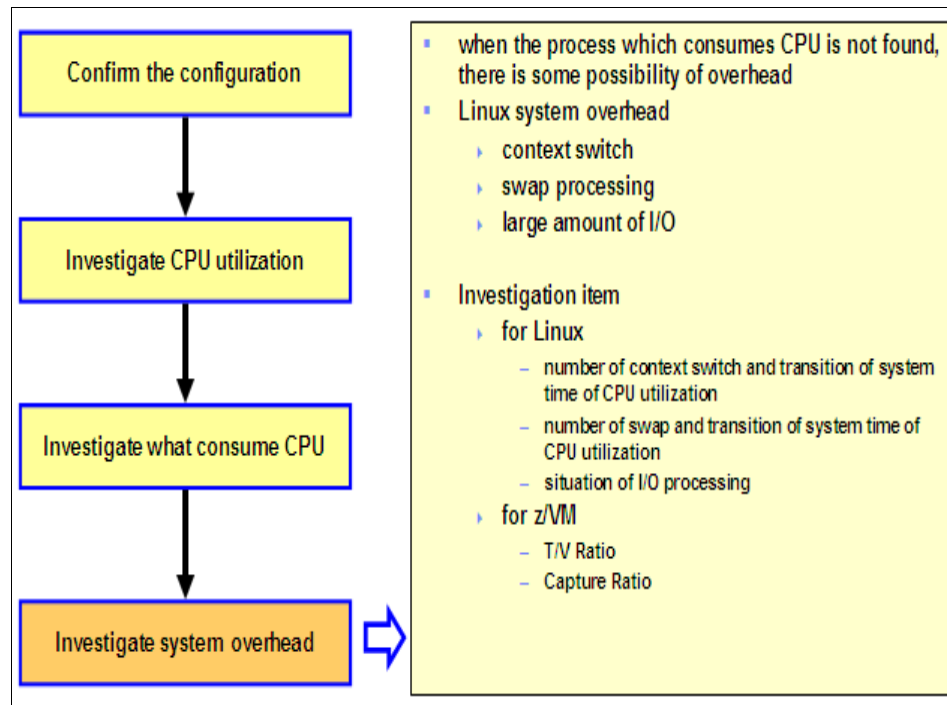 Confirm the configuration
Investigate CPU utilization
Investigate what consume CPU
Investigate system overhead
▪ when the process which consumes CPU is not found,
there is some possibility of overhead
▪ Linux system overhead
› context switch
› swap processing
› large amount of I/O
▪ Investigation item
› for Linux
– number of context switch and transition of system
time of CPU utilization
– number of swap and transition of system time of
CPU utilization
– situation of I/O processing
› for z/VM
– T/V Ratio
– Capture Ratio